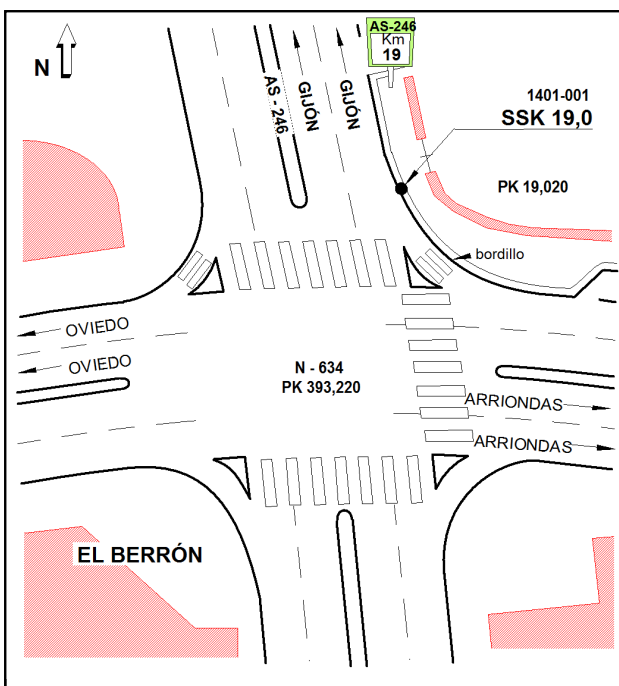 AS-246
Km
19
N
AS - 246
GIJÓN
GIJÓN
1401-001
SSK 19,0
PK 19,020
bordillo
OVIEDO
OVIEDO
N - 634
PK 393,220
ARRIONDAS
ARRIONDAS
EL BERRÓN